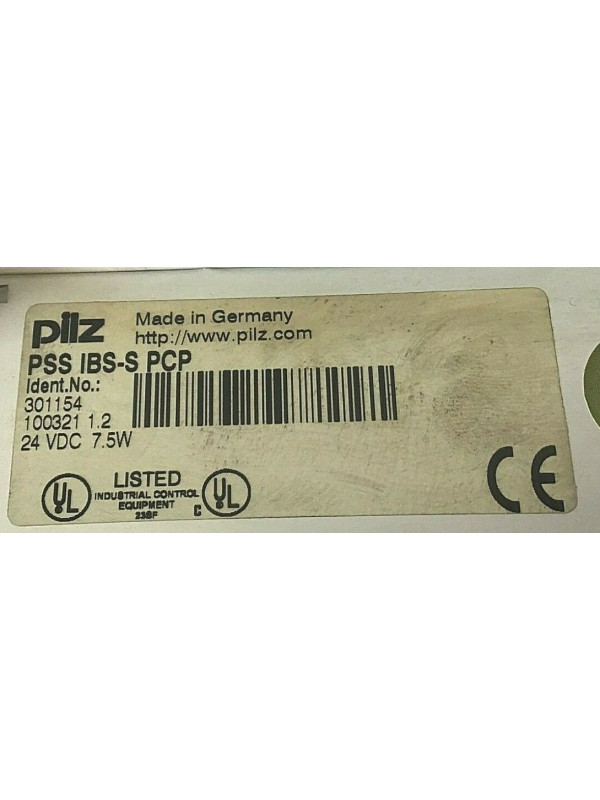 pilz
Made in Germany
http://www.pilz.com
PSS IBS-S PCP
Ident.No.:
301154
100321 1.2
24 VDC 7.5W
UL
LISTED
INDUSTRIAL CONTROL
EQUIPMENT
23SF
C
UL
CE